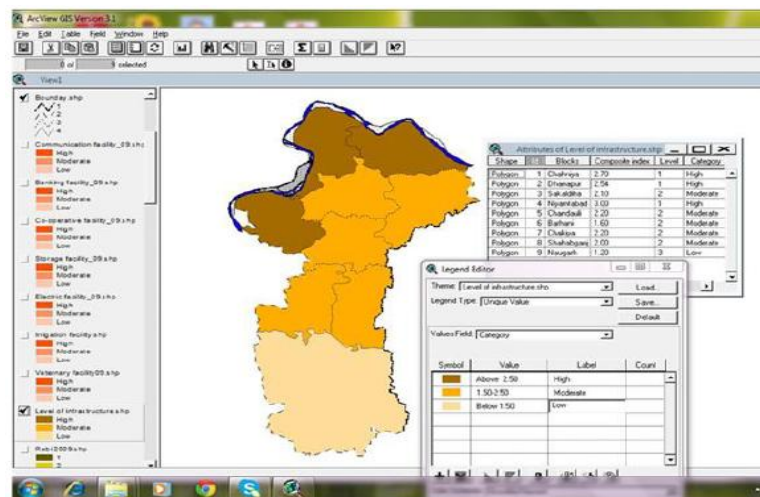 ArcView GIS Version 3.1
File Edit Table Field Window Help
0 of 9 selected
View1
Boundary.shp
1
2
3
4
Communication facility_09.shp
High
Moderate
Low
Banking facility_09.shp
High
Moderate
Low
Co-operative facility_09.shp
High
Moderate
Low
Storage facility_09.shp
High
Moderate
Low
Electric facility_09.shp
High
Moderate
Low
Irrigation facility.shp
High
Moderate
Low
Veternary facility09.shp
High
Moderate
Low
Level of infrastructure.shp
High
Moderate
Low
Rabi2009.shp
1
2
Attributes of Level of infrastructure.shp
Shape Blocks Composite index Level Category
Polygon 1 Chahniya 2.70 1 High
Polygon 2 Dhanapur 2.54 1 High
Polygon 3 Sakaldiha 2.10 2 Moderate
Polygon 4 Niyamtabad 3.03 1 High
Polygon 5 Chandauli 2.20 2 Moderate
Polygon 6 Barhani 1.60 2 Moderate
Polygon 7 Chakiya 2.20 2 Moderate
Polygon 8 Shahabganj 2.00 2 Moderate
Polygon 9 Naugarh 1.20 3 Low
Legend Editor
Theme: Level of infrastructure.shp Load...
Legend Type: Unique Value Save...
Default
Values Field: Category
Symbol Value Label Count
Above 2.50 High
1.50-2.50 Moderate
Below 1.50 Low